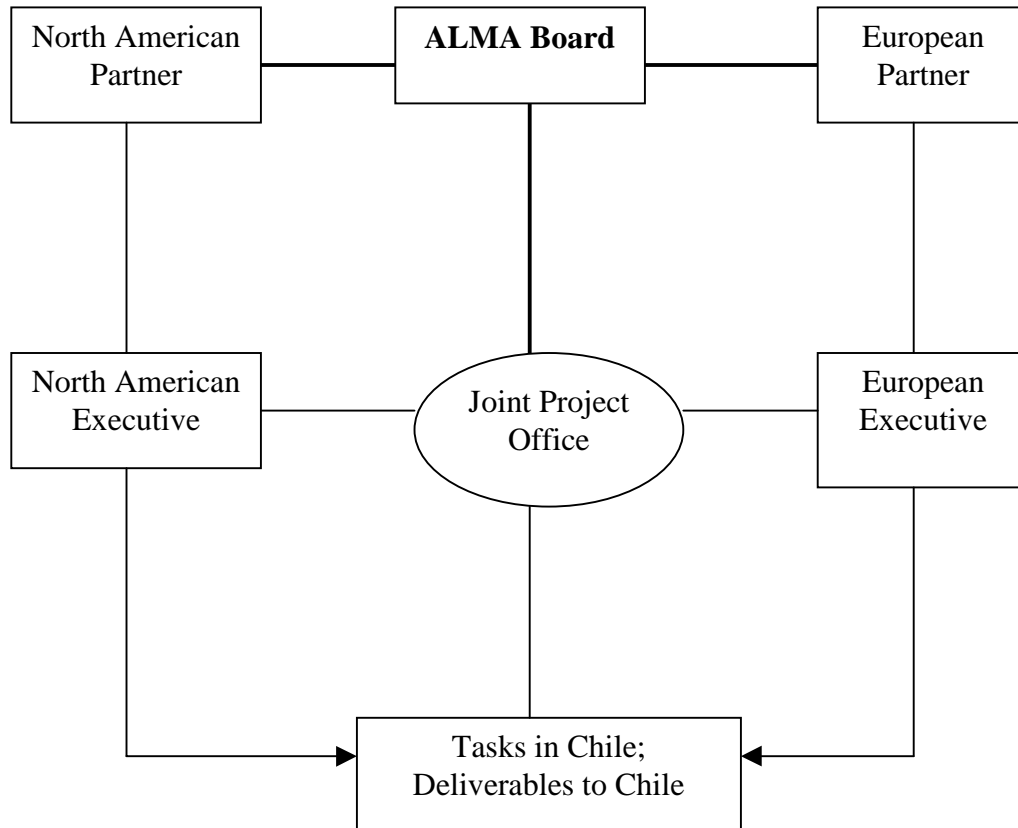 North American
Partner
ALMA Board
European
Partner
North American
Executive
Joint Project
Office
European
Executive
Tasks in Chile;
Deliverables to Chile